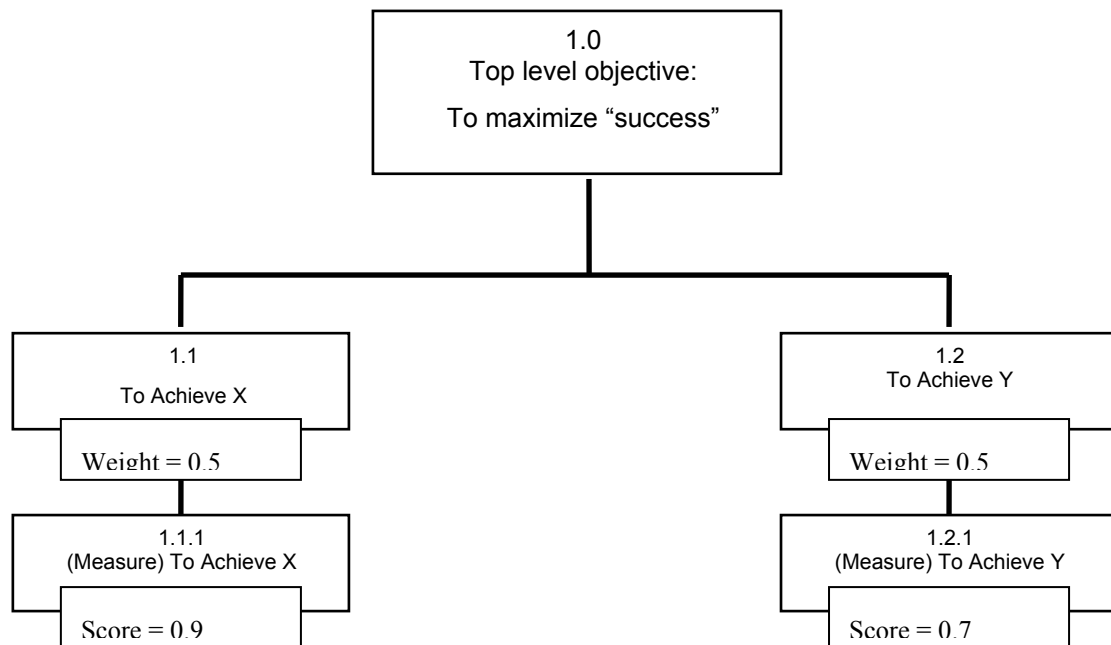 1.0
Top level objective:
To maximize “success”
1.1
To Achieve X
Weight = 0.5
1.2
To Achieve Y
Weight = 0.5
1.1.1
(Measure) To Achieve X
Score = 0.9
1.2.1
(Measure) To Achieve Y
Score = 0.7